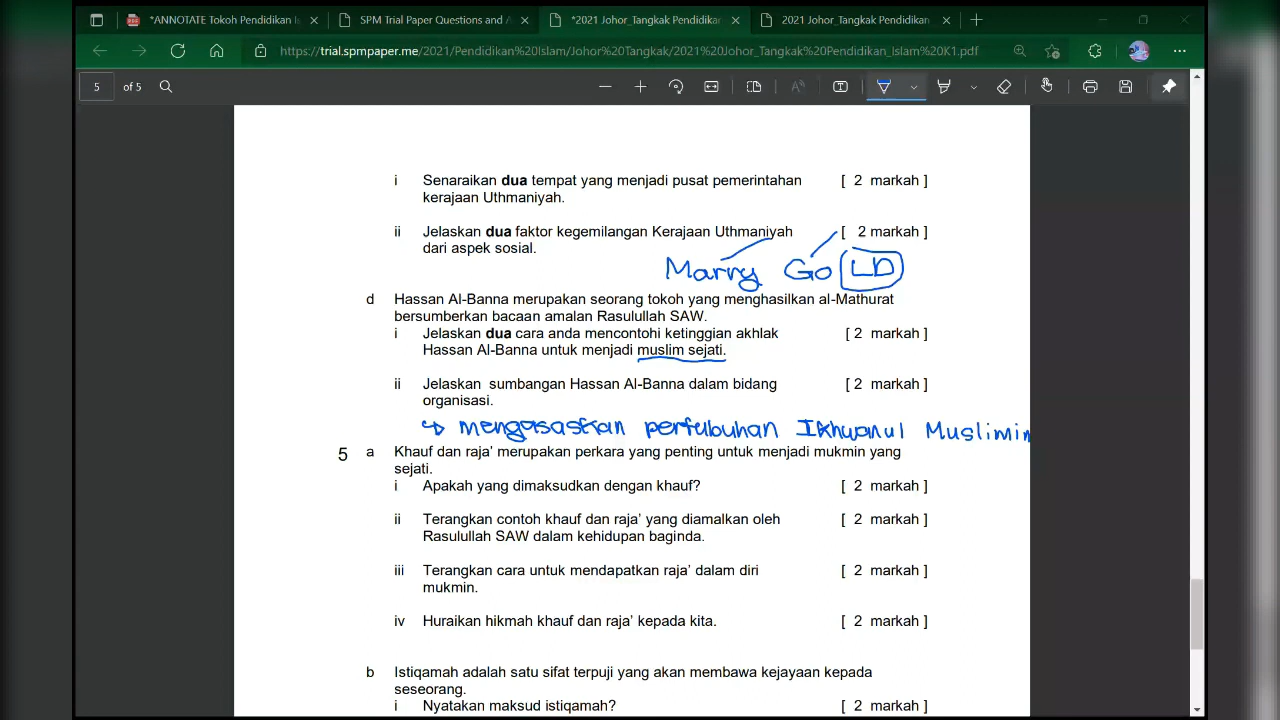 *ANNOTATE Tokoh Pendidikan I
SPM Trial Paper Questions and A
*2021 Johor_Tangkak Pendidikan
2021 Johor_Tangkak Pendidikan
https://trial.spmpaper.me/2021/Pendidikan%20Islam/Johor%20Tangkak/2021%20Johor_Tangkak%20Pendidikan_Islam%20K1.pdf
5 of 5
i Senaraikan dua tempat yang menjadi pusat pemerintahan [ 2 markah ]
kerajaan Uthmaniyah.
ii Jelaskan dua faktor kegemilangan Kerajaan Uthmaniyah [ 2 markah ]
dari aspek sosial.
Marry Go LD
d Hassan Al-Banna merupakan seorang tokoh yang menghasilkan al-Mathurat
bersumberkan bacaan amalan Rasulullah SAW.
i Jelaskan dua cara anda mencontohi ketinggian akhlak [ 2 markah ]
Hassan Al-Banna untuk menjadi muslim sejati.
ii Jelaskan sumbangan Hassan Al-Banna dalam bidang [ 2 markah ]
organisasi.
↳ mengasaskan pertubuhan Ikhwanul Muslimin
5 a Khauf dan raja' merupakan perkara yang penting untuk menjadi mukmin yang
sejati.
i Apakah yang dimaksudkan dengan khauf? [ 2 markah ]
ii Terangkan contoh khauf dan raja' yang diamalkan oleh [ 2 markah ]
Rasulullah SAW dalam kehidupan baginda.
iii Terangkan cara untuk mendapatkan raja' dalam diri [ 2 markah ]
mukmin.
iv Huraikan hikmah khauf dan raja' kepada kita. [ 2 markah ]
b Istiqamah adalah satu sifat terpuji yang akan membawa kejayaan kepada
seseorang.
i Nyatakan maksud istiqamah? [ 2 markah ]